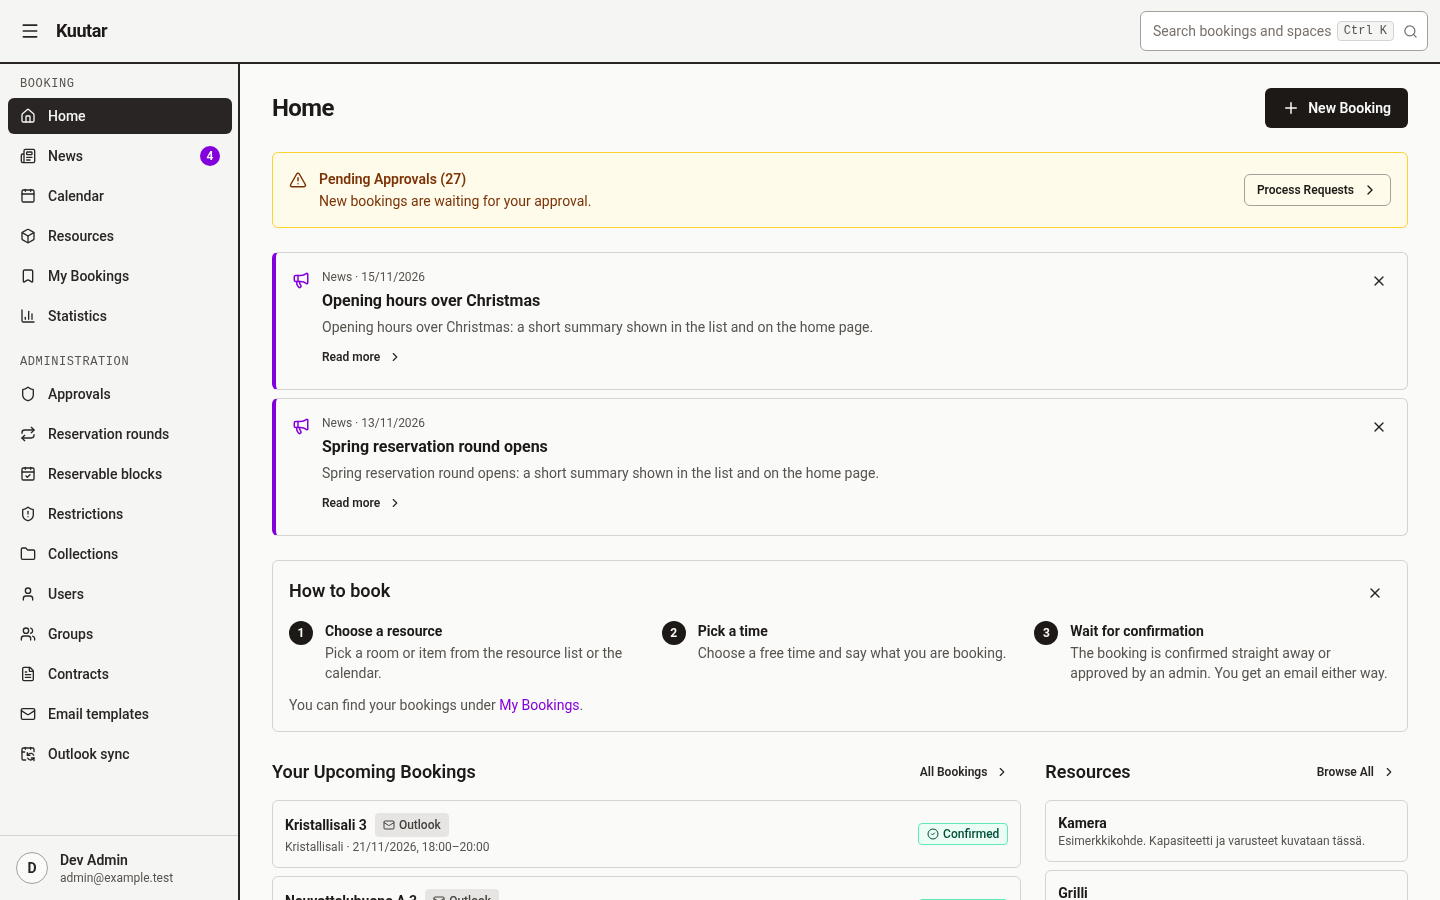 Kuutar
Search bookings and spaces
Ctrl K
BOOKING
Home
News
4
Calendar
Resources
My Bookings
Statistics
ADMINISTRATION
Approvals
Reservation rounds
Reservable blocks
Restrictions
Collections
Users
Groups
Contracts
Email templates
Outlook sync
D
Dev Admin
admin@example.test
Home
New Booking
Pending Approvals (27)
New bookings are waiting for your approval.
Process Requests
News · 15/11/2026
Opening hours over Christmas
Opening hours over Christmas: a short summary shown in the list and on the home page.
Read more
News · 13/11/2026
Spring reservation round opens
Spring reservation round opens: a short summary shown in the list and on the home page.
Read more
How to book
1
Choose a resource
Pick a room or item from the resource list or the
calendar.
2
Pick a time
Choose a free time and say what you are booking.
3
Wait for confirmation
The booking is confirmed straight away or
approved by an admin. You get an email either way.
You can find your bookings under My Bookings.
Your Upcoming Bookings
All Bookings
Kristallisali 3
Outlook
Kristallisali · 21/11/2026, 18:00–20:00
Confirmed
Neuvotteluhuone A 3
Outlook
Resources
Browse All
Kamera
Esimerkkikohde. Kapasiteetti ja varusteet kuvataan tässä.
Grilli